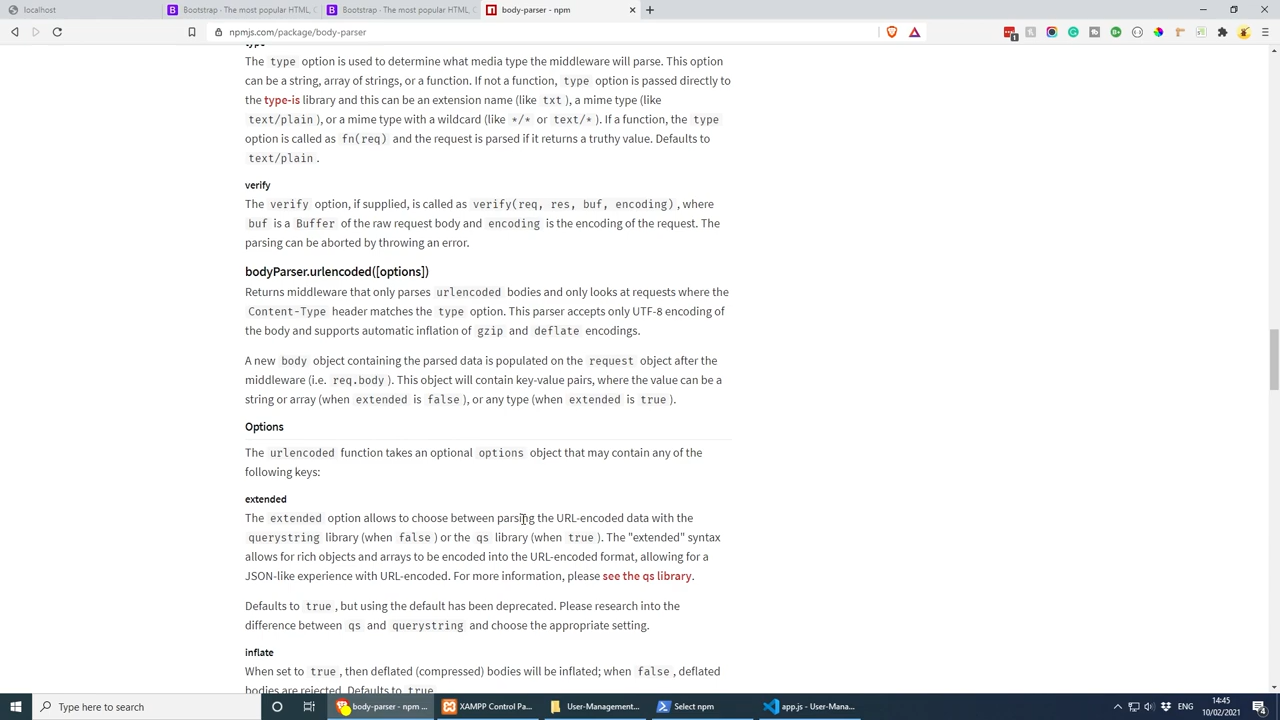 localhost
Bootstrap · The most popular HTML, C
Bootstrap · The most popular HTML, C
body-parser - npm
npmjs.com/package/body-parser
type
The type option is used to determine what media type the middleware will parse. This option
can be a string, array of strings, or a function. If not a function, type option is passed directly to
the type-is library and this can be an extension name (like txt ), a mime type (like
text/plain ), or a mime type with a wildcard (like */* or text/* ). If a function, the type
option is called as fn(req) and the request is parsed if it returns a truthy value. Defaults to
text/plain .
verify
The verify option, if supplied, is called as verify(req, res, buf, encoding) , where
buf is a Buffer of the raw request body and encoding is the encoding of the request. The
parsing can be aborted by throwing an error.
bodyParser.urlencoded([options])
Returns middleware that only parses urlencoded bodies and only looks at requests where the
Content-Type header matches the type option. This parser accepts only UTF-8 encoding of
the body and supports automatic inflation of gzip and deflate encodings.
A new body object containing the parsed data is populated on the request object after the
middleware (i.e. req.body ). This object will contain key-value pairs, where the value can be a
string or array (when extended is false ), or any type (when extended is true ).
Options
The urlencoded function takes an optional options object that may contain any of the
following keys:
extended
The extended option allows to choose between parsing the URL-encoded data with the
querystring library (when false ) or the qs library (when true ). The "extended" syntax
allows for rich objects and arrays to be encoded into the URL-encoded format, allowing for a
JSON-like experience with URL-encoded. For more information, please see the qs library.
Defaults to true , but using the default has been deprecated. Please research into the
difference between qs and querystring and choose the appropriate setting.
inflate
When set to true , then deflated (compressed) bodies will be inflated; when false , deflated
bodies are rejected. Defaults to true
Type here to search
body-parser - npm ...
XAMPP Control Pa...
User-Management...
Select npm
app.js - User-Mana...
14:45
10/02/2021
4